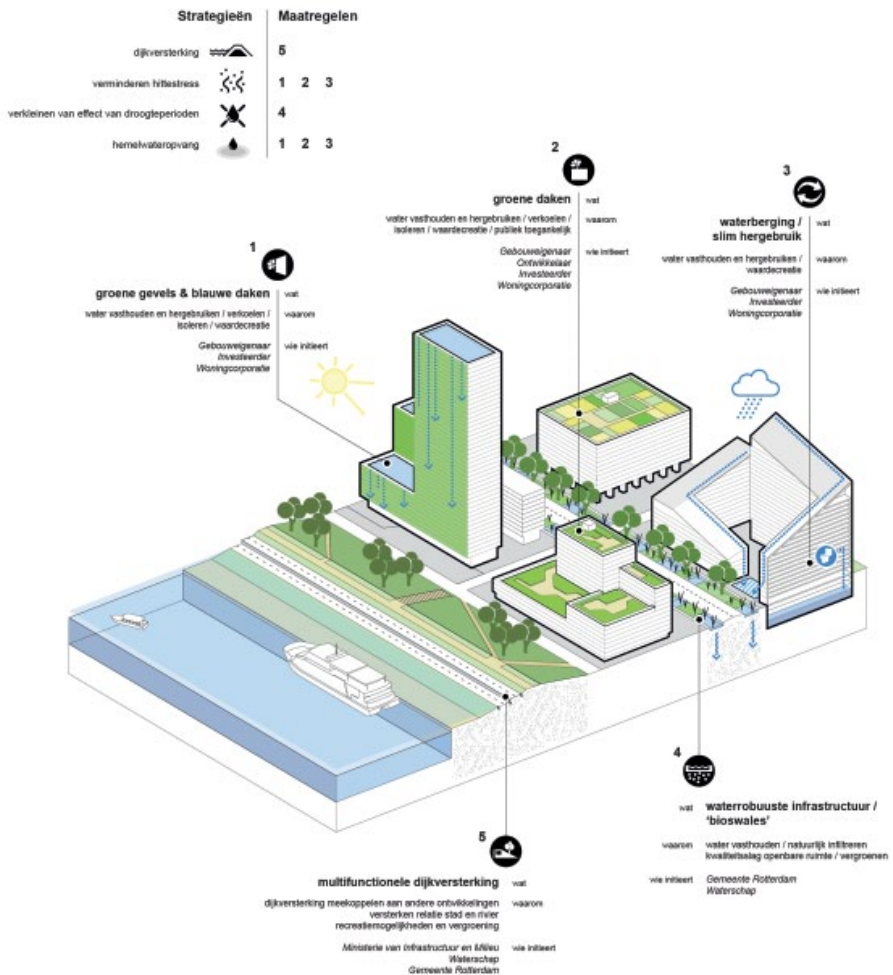 Strategieën Maatregelen
dijkversterking 5
verminderen hittestress 1 2 3
verkleinen van effect van droogteperioden 4
hemelwateropvang 1 2 3
1
groene gevels & blauwe daken wat
water vasthouden en hergebruiken / verkoelen / waarom
isoleren / waardecreatie
Gebouweigenaar wie initieert
Investeerder
Woningcorporatie
2
groene daken wat
water vasthouden en hergebruiken / verkoelen / waarom
isoleren / waardecreatie / publiek toegankelijk
Gebouweigenaar wie initieert
Ontwikkelaar
Investeerder
Woningcorporatie
3
waterberging / wat
slim hergebruik
water vasthouden en hergebruiken / waarom
waardecreatie
Gebouweigenaar wie initieert
Investeerder
Woningcorporatie
4
wat waterrobuuste infrastructuur /
'bioswales'
waarom water vasthouden / natuurlijk infiltreren
kwaliteitsslag openbare ruimte / vergroenen
wie initieert Gemeente Rotterdam
Waterschap
5
multifunctionele dijkversterking wat
dijkversterking meekoppelen aan andere ontwikkelingen waarom
versterken relatie stad en rivier
recreatiemogelijkheden en vergroening
Ministerie van Infrastructuur en Milieu wie initieert
Waterschap
Gemeente Rotterdam